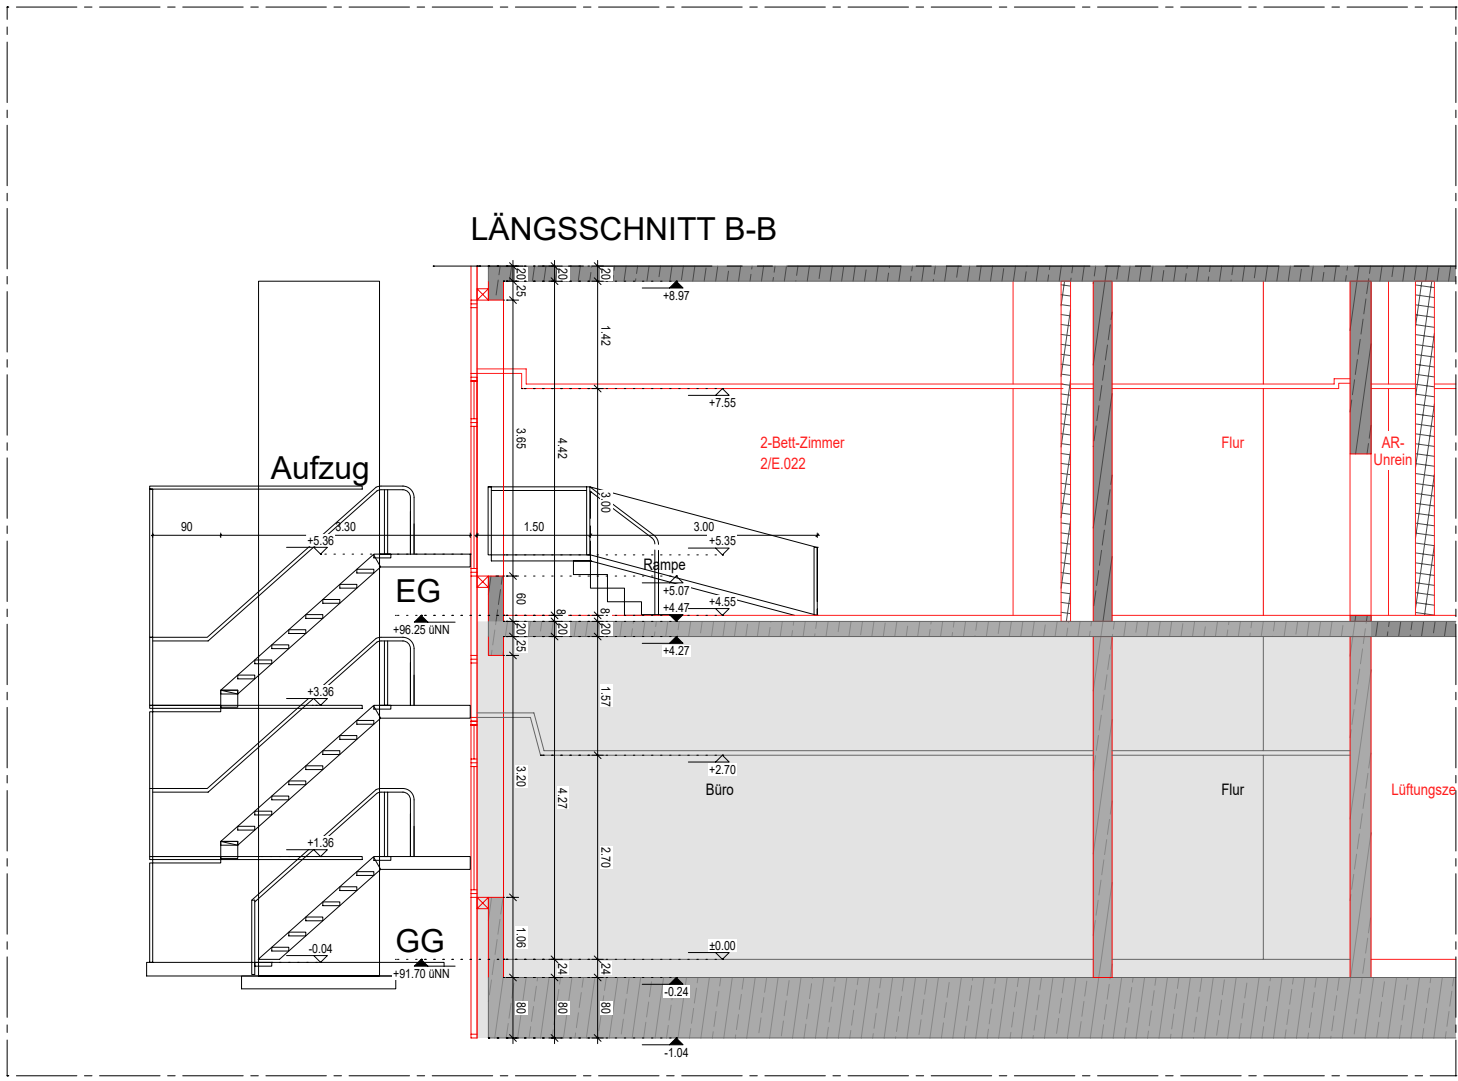 LÄNGSSCHNITT B-B
20
20
20
25
+8.97
1.42
+7.55
3.65
4.42
2-Bett-Zimmer
2/E.022
Flur
AR-
Unrein
Aufzug
3.00
90
3.30
1.50
3.00
+5.36
+5.35
Rampe
+5.07
EG
60
8
8
+4.47
+4.55
+96.25 üNN
20
20
20
25
+4.27
+3.36
1.57
+2.70
3.20
4.27
Büro
Flur
Lüftungsze
+1.36
2.70
1.06
GG
-0.04
±0.00
+91.70 üNN
24
24
-0.24
80
80
80
-1.04